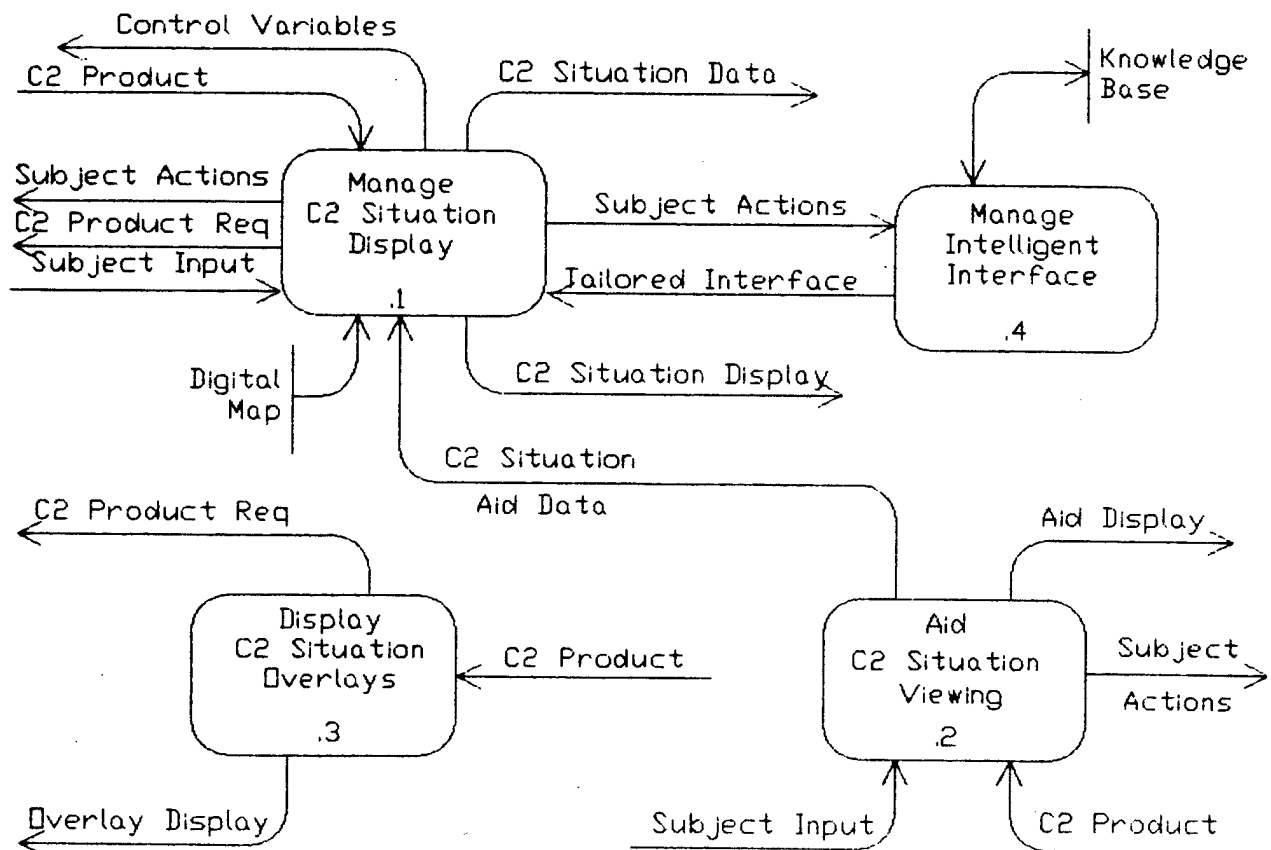 Control Variables
C2 Product
C2 Situation Data
Knowledge
Base
Subject Actions
C2 Product Req
Subject Input
Manage
C2 Situation
Display
.1
Subject Actions
Tailored Interface
Manage
Intelligent
Interface
.4
Digital
Map
C2 Situation Display
C2 Situation
Aid Data
C2 Product Req
Aid Display
Display
C2 Situation
Overlays
.3
C2 Product
Aid
C2 Situation
Viewing
.2
Subject
Actions
Overlay Display
Subject Input
C2 Product